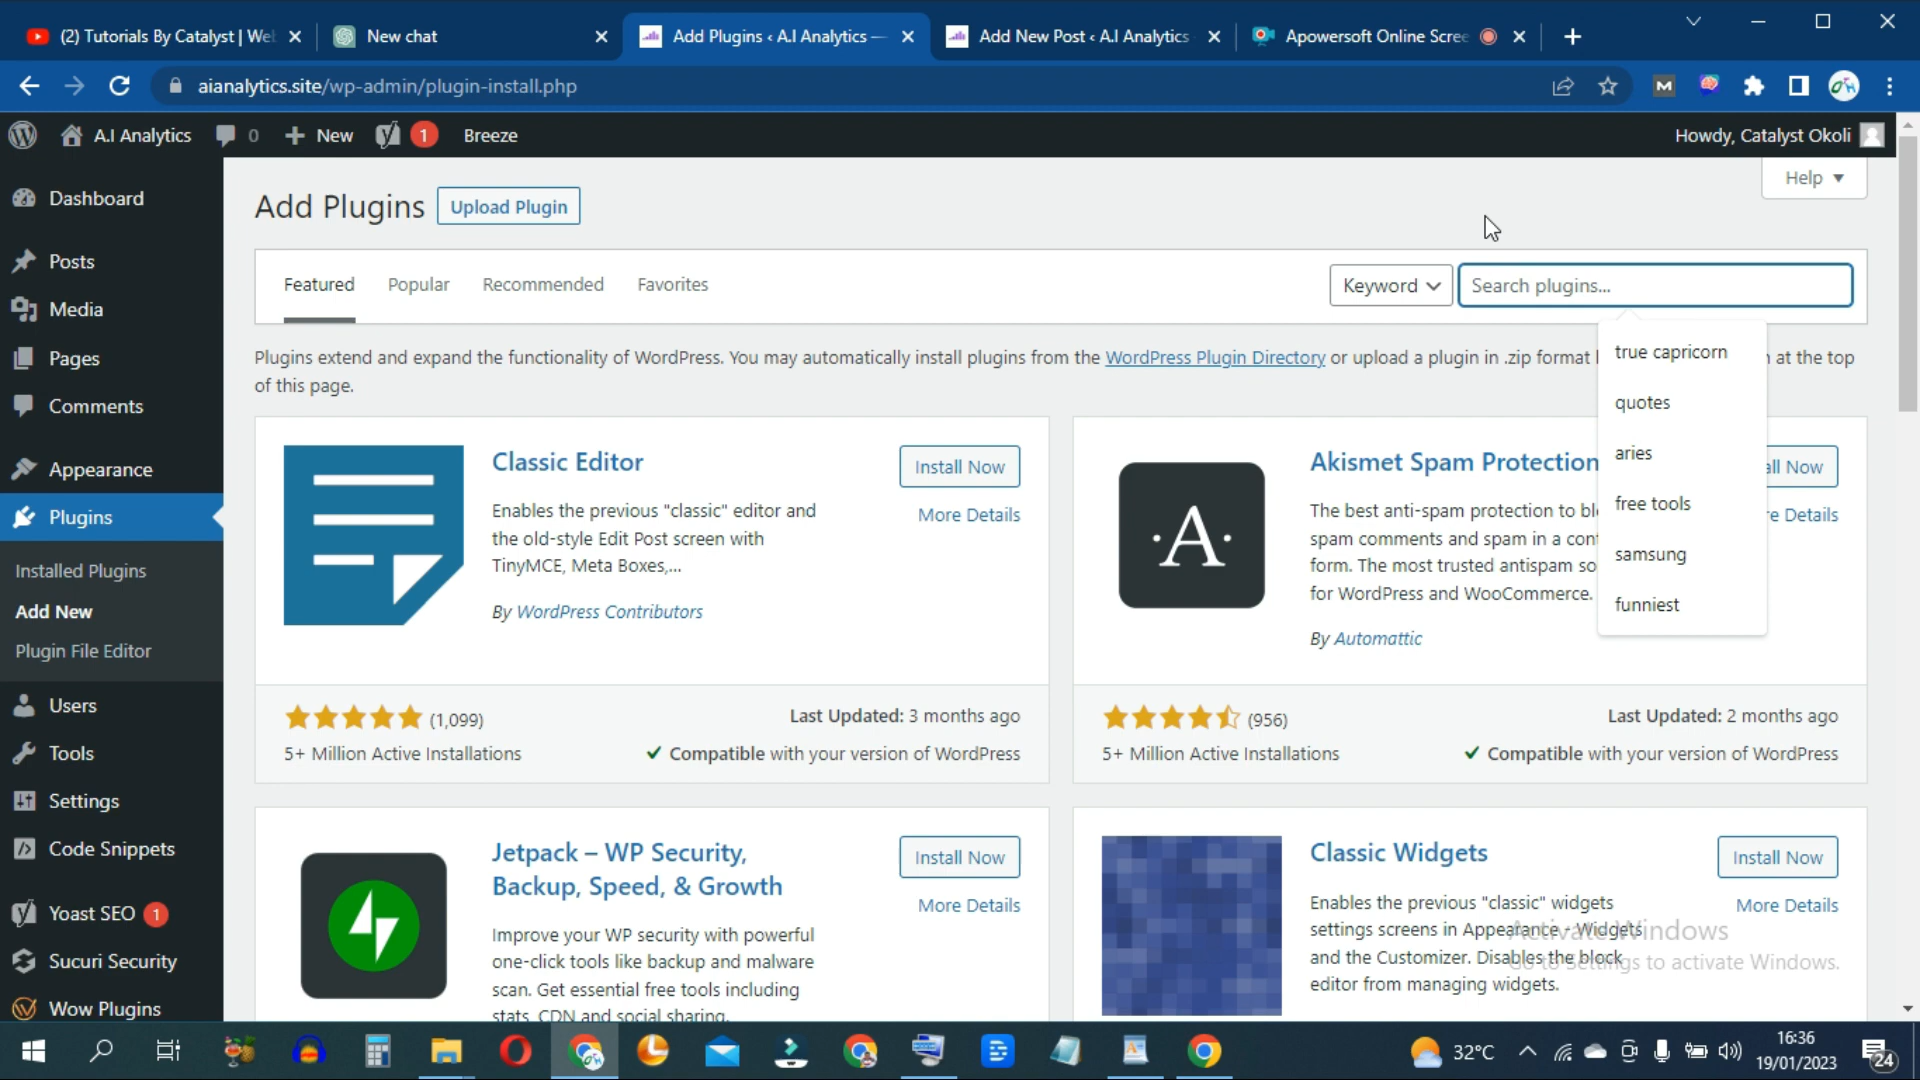 (2) Tutorials By Catalyst | We
New chat
Add Plugins ‹ A.I Analytics —
Add New Post ‹ A.I Analytics
Apowersoft Online Scree
aianalytics.site/wp-admin/plugin-install.php
A.I Analytics
0
New
1
Breeze
Howdy, Catalyst Okoli
Dashboard
Posts
Media
Pages
Comments
Appearance
Plugins
Installed Plugins
Add New
Plugin File Editor
Users
Tools
Settings
Code Snippets
Yoast SEO 1
Sucuri Security
Wow Plugins
Help
Add Plugins
Upload Plugin
Featured
Popular
Recommended
Favorites
Keyword
Search plugins...
true capricorn
quotes
aries
free tools
samsung
funniest
Plugins extend and expand the functionality of WordPress. You may automatically install plugins from the WordPress Plugin Directory or upload a plugin in .zip format at the top
of this page.
Classic Editor
Install Now
More Details
Enables the previous "classic" editor and
the old-style Edit Post screen with
TinyMCE, Meta Boxes,...
By WordPress Contributors
(1,099)
5+ Million Active Installations
Last Updated: 3 months ago
Compatible with your version of WordPress
Akismet Spam Protection
all Now
re Details
The best anti-spam protection to bl
spam comments and spam in a con
form. The most trusted antispam so
for WordPress and WooCommerce.
By Automattic
·A·
(956)
5+ Million Active Installations
Last Updated: 2 months ago
Compatible with your version of WordPress
Jetpack – WP Security,
Backup, Speed, & Growth
Install Now
More Details
Improve your WP security with powerful
one-click tools like backup and malware
scan. Get essential free tools including
stats, CDN and social sharing.
Classic Widgets
Install Now
More Details
Enables the previous "classic" widgets
settings screens in Appearance - Widgets
and the Customizer. Disables the block
editor from managing widgets.
Activate Windows
Go to Settings to activate Windows.
32°C
16:36
19/01/2023
24